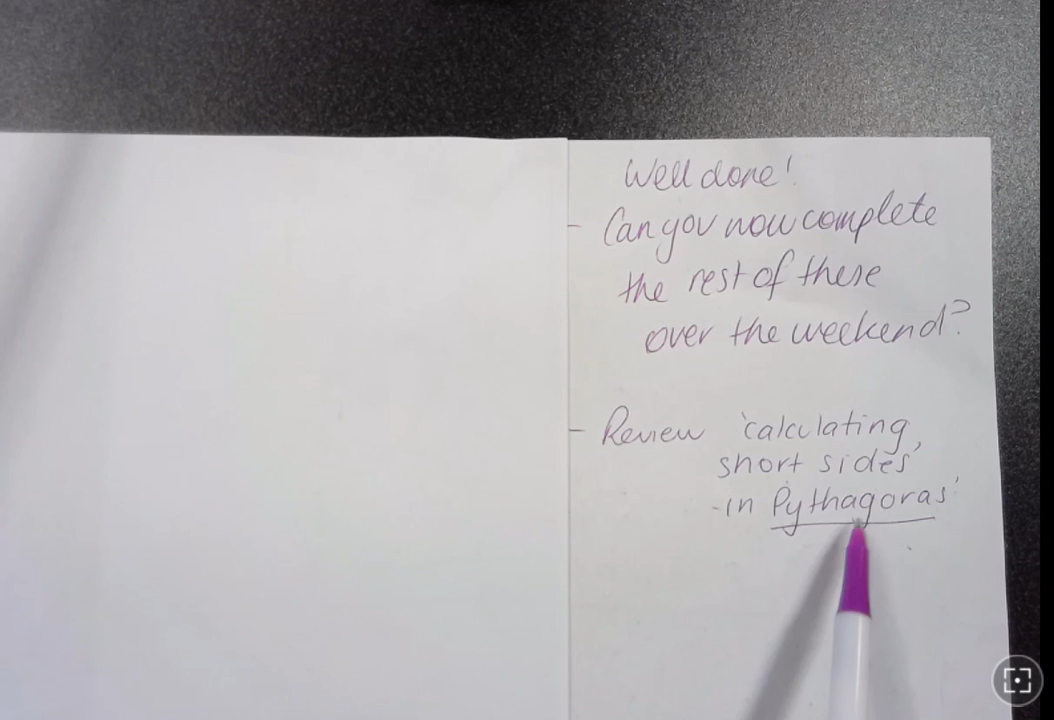 Well done!
- Can you now complete
the rest of these
over the weekend?
- Review 'calculating
short sides'
-in Pythagoras'